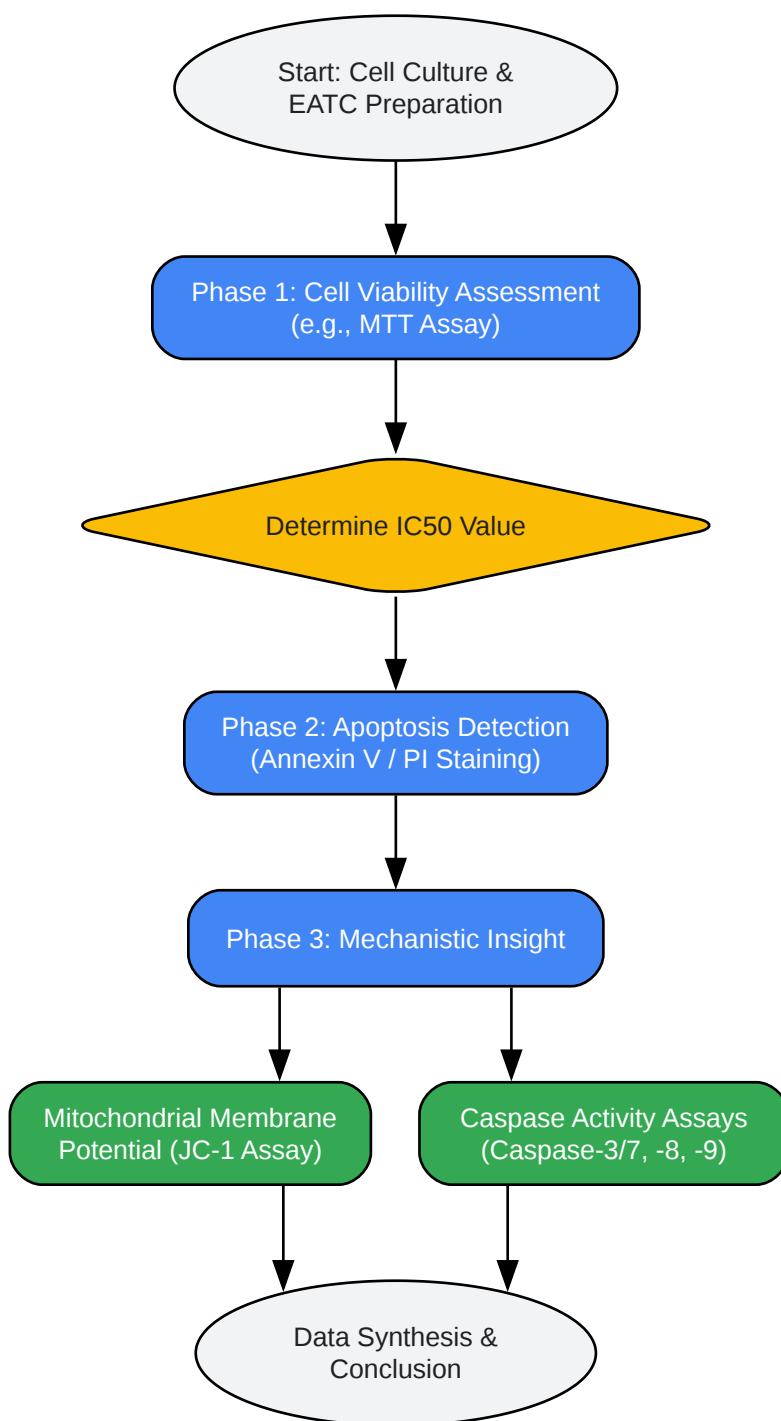 Start: Cell Culture &
EATC Preparation
Phase 1: Cell Viability Assessment
(e.g., MTT Assay)
Determine IC50 Value
Phase 2: Apoptosis Detection
(Annexin V / PI Staining)
Phase 3: Mechanistic Insight
Mitochondrial Membrane
Potential (JC-1 Assay)
Caspase Activity Assays
(Caspase-3/7, -8, -9)
Data Synthesis &
Conclusion